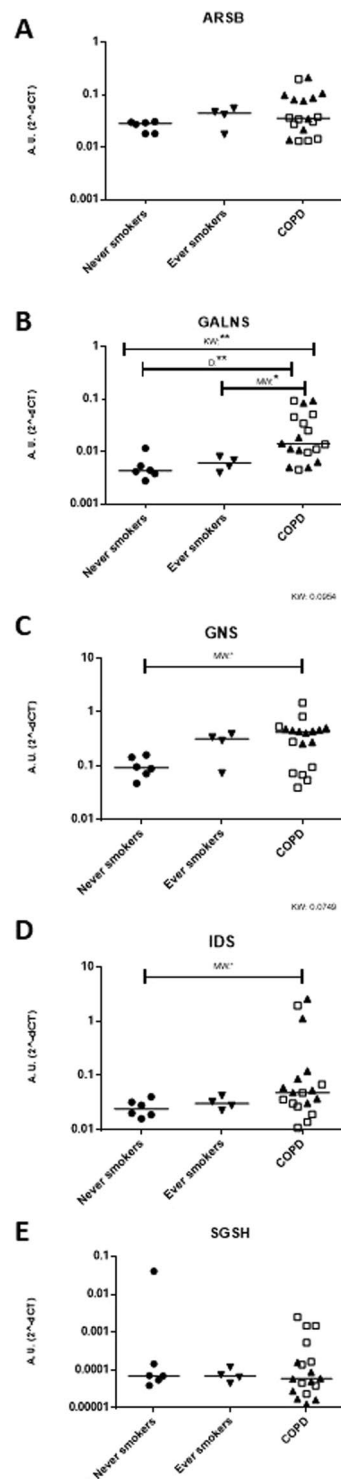 A
ARSB
A.U. (2^-dCT)
1
0.1
0.01
0.001
Never smokers
Ever smokers
COPD
B
GALNS
A.U. (2^-dCT)
KW:**
D:**
MW:*
1
0.1
0.01
0.001
Never smokers
Ever smokers
COPD
KW: 0.0954
C
GNS
A.U. (2^-dCT)
MW:*
10
1
0.1
0.01
Never smokers
Ever smokers
COPD
KW: 0.0749
D
IDS
A.U. (2^-dCT)
MW:*
10
1
0.1
0.01
Never smokers
Ever smokers
COPD
E
SGSH
A.U. (2^-dCT)
0.1
0.01
0.001
0.0001
0.00001
Never smokers
Ever smokers
COPD